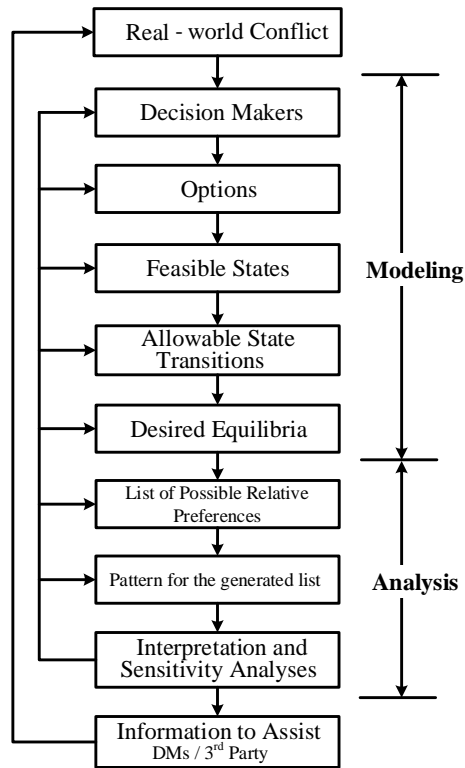 Real - world Conflict
Decision Makers
Options
Feasible States
Modeling
Allowable State
Transitions
Desired Equilibria
List of Possible Relative
Preferences
Pattern for the generated list
Analysis
Interpretation and
Sensitivity Analyses
Information to Assist
DMs / 3rd Party